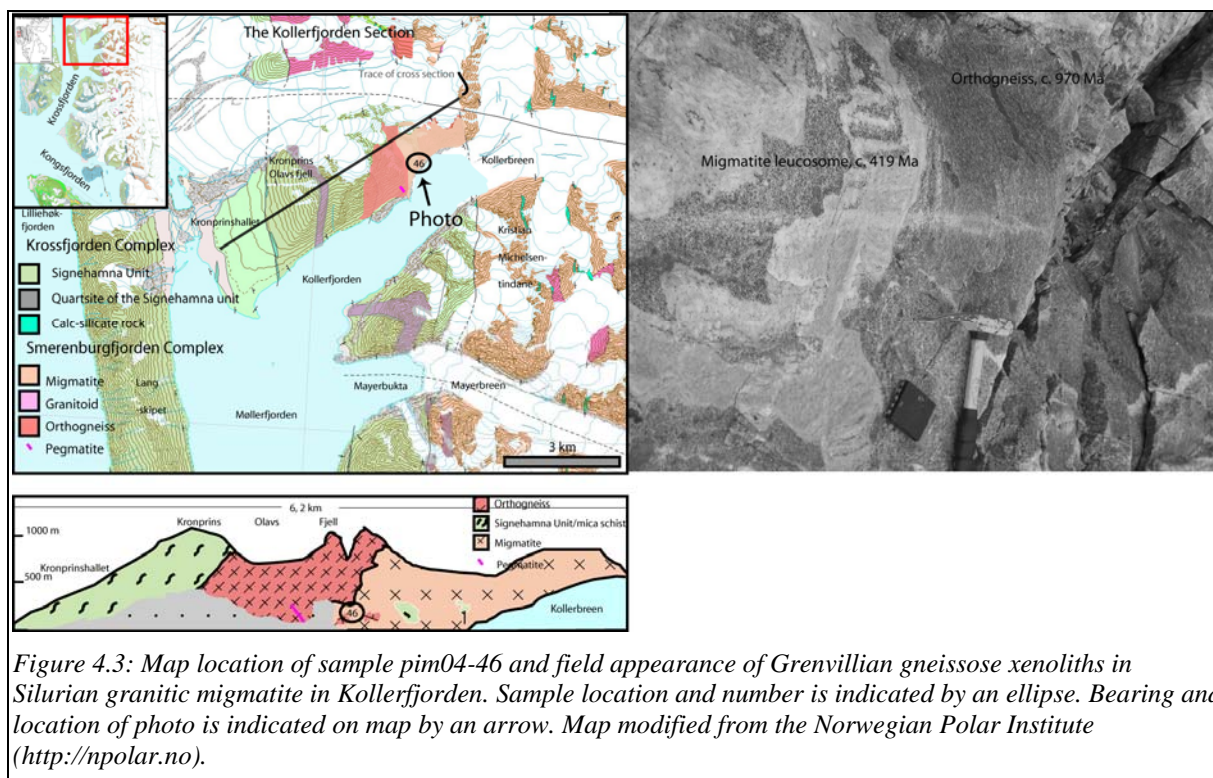 The Kollerfjorden Section
Trace of cross section
Krossfjorden
Kongsfjorden
Kronprins
Olavs fjell
46
Kollerbreen
Photo
Kronprinshallet
Lilliehøk-
fjorden
Kristian
Michelsen-
tindane
Krossfjorden Complex
Signehamna Unit
Kollerfjorden
Quartsite of the Signehamna unit
Calc-silicate rock
Smerenburgfjorden Complex
Migmatite
Granitoid
Orthogneiss
Pegmatite
Lang
-skipet
Mayerbukta
Mayerbreen
Møllerfjorden
3 km
Orthogneiss, c. 970 Ma
Migmatite leucosome, c. 419 Ma
6, 2 km
1000 m
500 m
Kronprins
Olavs
Fjell
Kronprinshallet
Orthogneiss
Signehamna Unit/mica schist
Migmatite
Pegmatite
46
Kollerbreen
Figure 4.3: Map location of sample pim04-46 and field appearance of Grenvillian gneissose xenoliths in
Silurian granitic migmatite in Kollerfjorden. Sample location and number is indicated by an ellipse. Bearing and
location of photo is indicated on map by an arrow. Map modified from the Norwegian Polar Institute
(http://npolar.no).